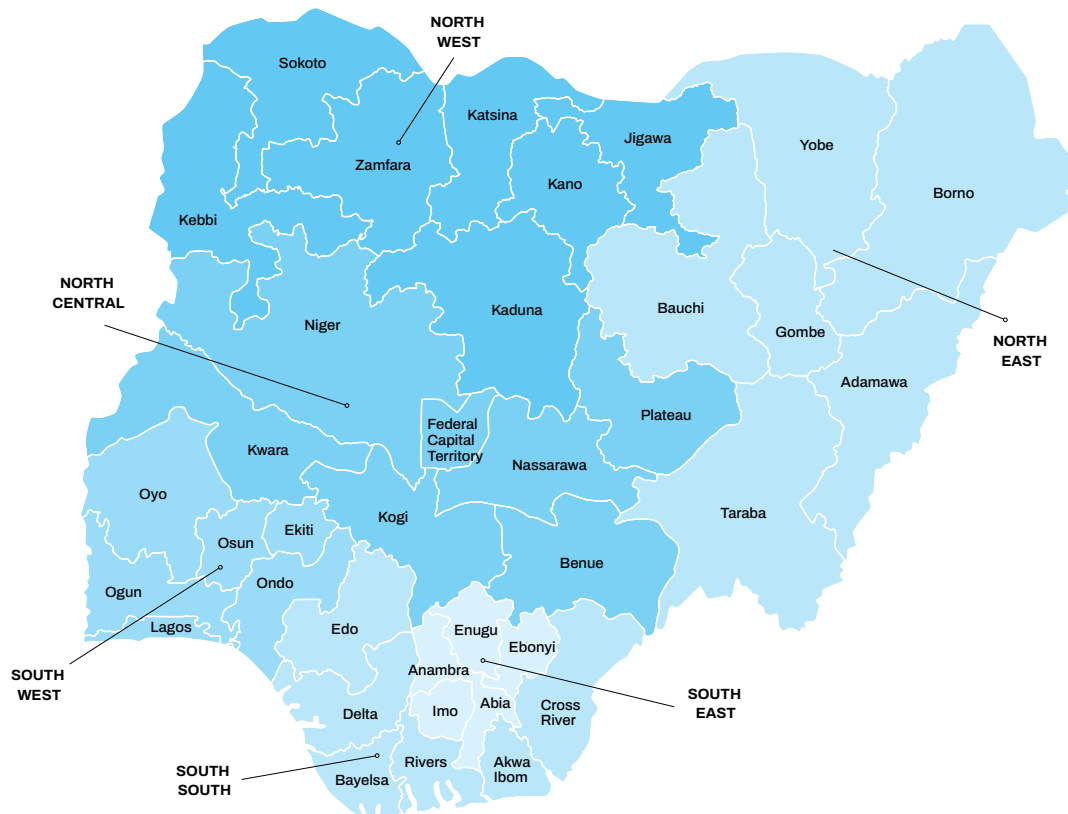 NORTH
WEST
Sokoto
Katsina
Jigawa
Yobe
Zamfara
Kano
Borno
Kebbi
NORTH
CENTRAL
Niger
Kaduna
Bauchi
Gombe
NORTH
EAST
Adamawa
Plateau
Federal
Capital
Territory
Kwara
Nassarawa
Oyo
Kogi
Taraba
Osun
Ekiti
Benue
Ogun
Ondo
Lagos
Edo
Enugu
Ebonyi
SOUTH
WEST
Anambra
SOUTH
EAST
Imo
Abia
Cross
River
Delta
SOUTH
SOUTH
Bayelsa
Rivers
Akwa
Ibom